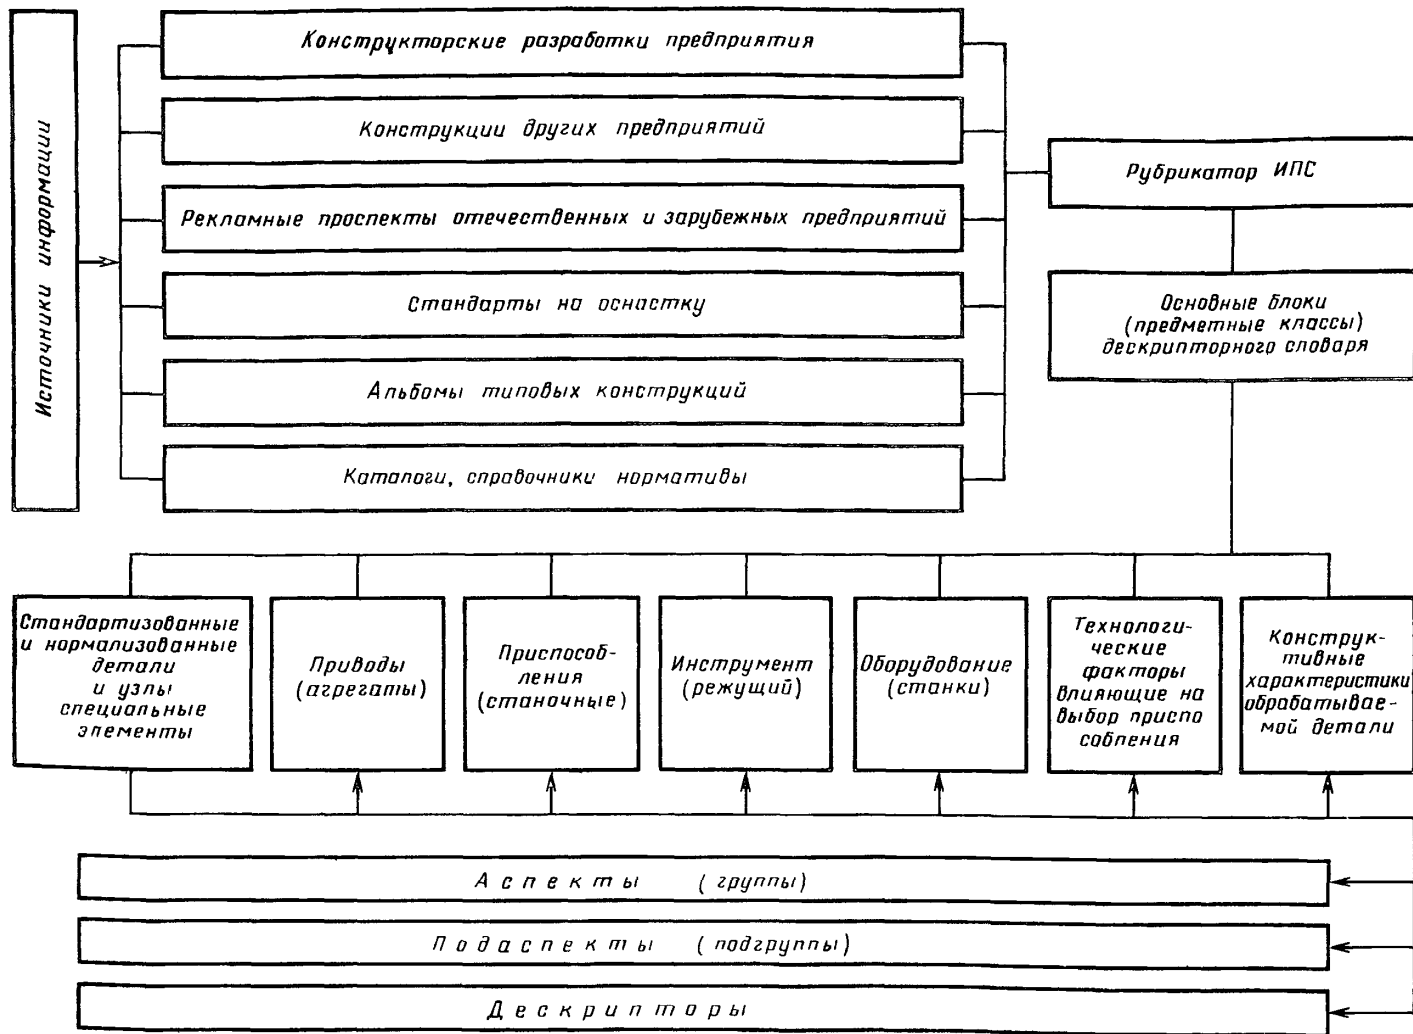 Источники информации
Конструкторские разработки предприятия
Конструкции других предприятий
Рекламные проспекты отечественных и зарубежных предприятий
Стандарты на оснастку
Альбомы типовых конструкций
Каталоги, справочники нормативы
Рубрикатор ИПС
Основные блоки
(предметные классы)
дескрипторного словаря
Стандартизованные
и нормализованные
детали
и узлы
специальные
элементы
Приводы
(агрегаты)
Приспособ-
ления
(станочные)
Инструмент
(режущий)
Оборудование
(станки)
Технологи-
ческие
факторы
влияющие на
выбор приспо
собления
Конструк-
тивные
характеристики
обрабатывае-
мой детали
Аспекты (группы)
Подаспекты (подгруппы)
Дескрипторы